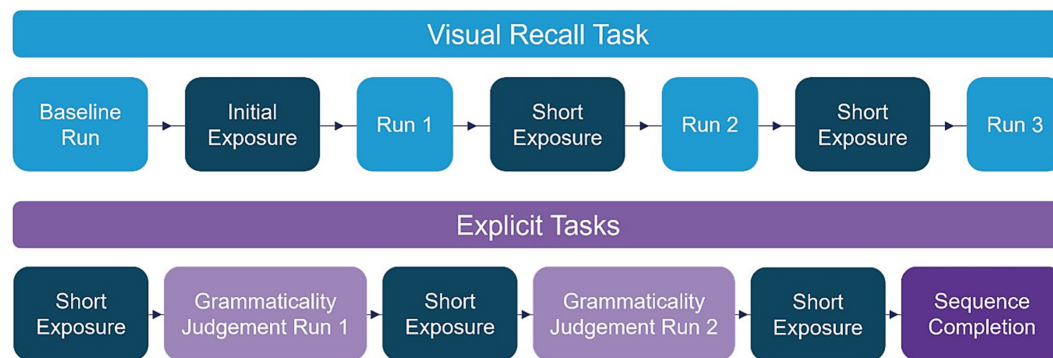 Visual Recall Task
Baseline
Run
Initial
Exposure
Run 1
Short
Exposure
Run 2
Short
Exposure
Run 3
Explicit Tasks
Short
Exposure
Grammaticality
Judgement Run 1
Short
Exposure
Grammaticality
Judgement Run 2
Short
Exposure
Sequence
Completion